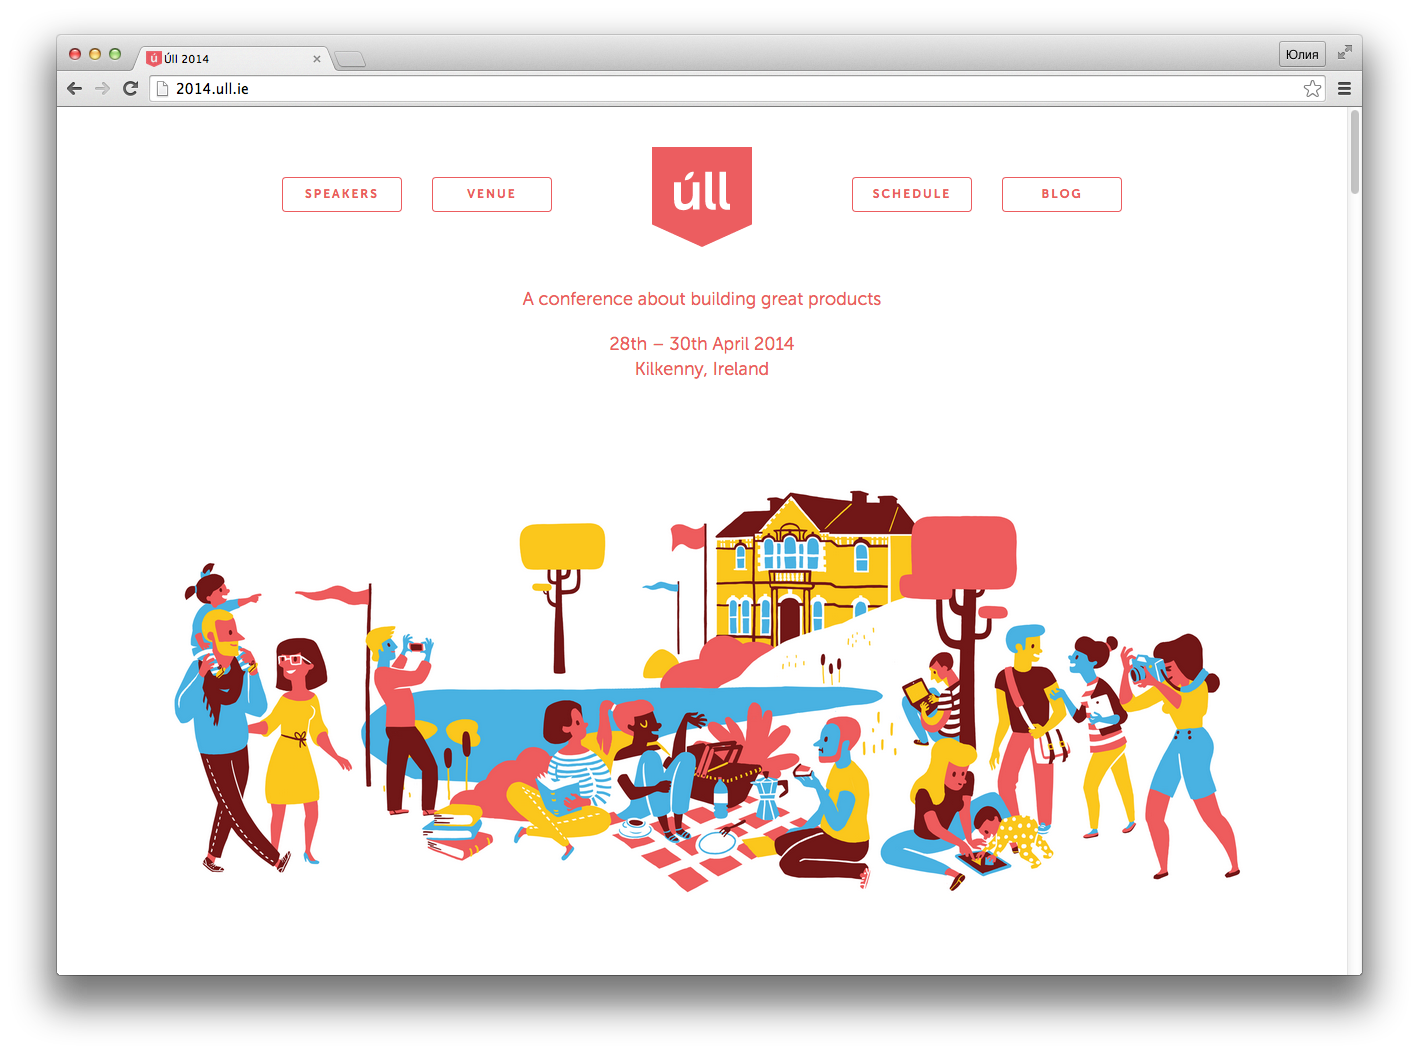 Úll 2014
Юлия
2014.ull.ie
SPEAKERS
VENUE
úll
SCHEDULE
BLOG
A conference about building great products
28th – 30th April 2014
Kilkenny, Ireland